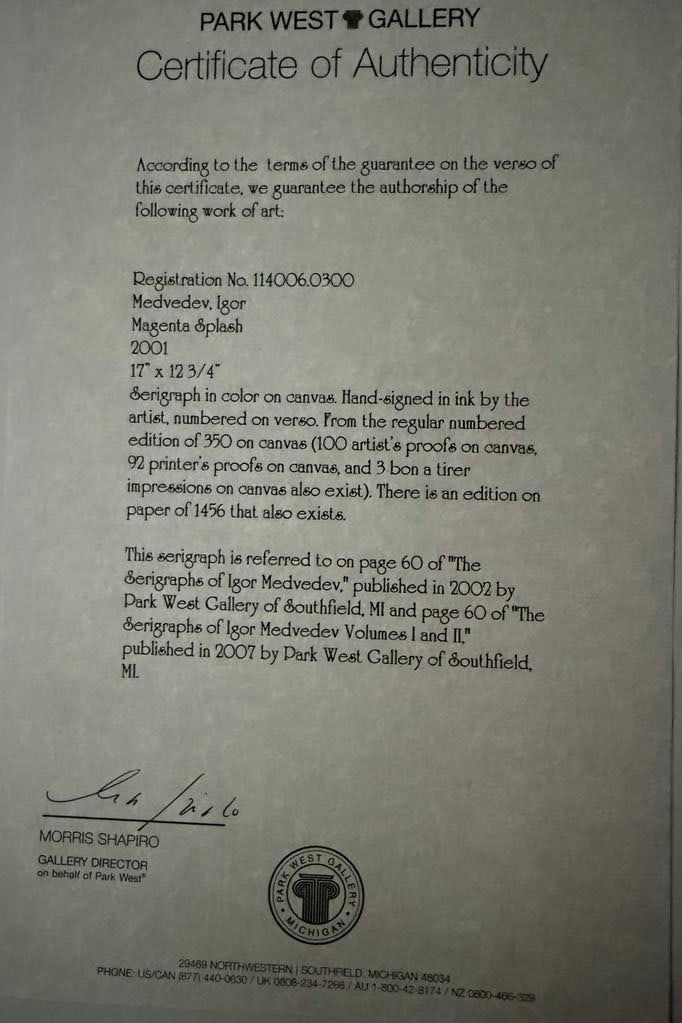 PARK WEST GALLERY
Certificate of Authenticity
According to the terms of the guarantee on the verso of
this certificate, we guarantee the authorship of the
following work of art:
Registration No. 114006.0300
Medvedev, Igor
Magenta Splash
2001
17" x 12 3/4"
Serigraph in color on canvas. Hand-signed in ink by the
artist, numbered on verso. From the regular numbered
edition of 350 on canvas (100 artist's proofs on canvas,
92 printer's proofs on canvas, and 3 bon a tirer
impressions on canvas also exist). There is an edition on
paper of 1456 that also exists.
This serigraph is referred to on page 60 of "The
Serigraphs of Igor Medvedev," published in 2002 by
Park West Gallery of Southfield, MI and page 60 of "The
Serigraphs of Igor Medvedev Volumes I and II,"
published in 2007 by Park West Gallery of Southfield,
MI.
MORRIS SHAPIRO
GALLERY DIRECTOR
on behalf of Park West®
PARK WEST GALLERY
• MICHIGAN •
29469 NORTHWESTERN | SOUTHFIELD, MICHIGAN 48034
PHONE: US/CAN (877) 440-0630 / UK 0808-234-7266 / AU 1-800-42-8174 / NZ 0800-466-329